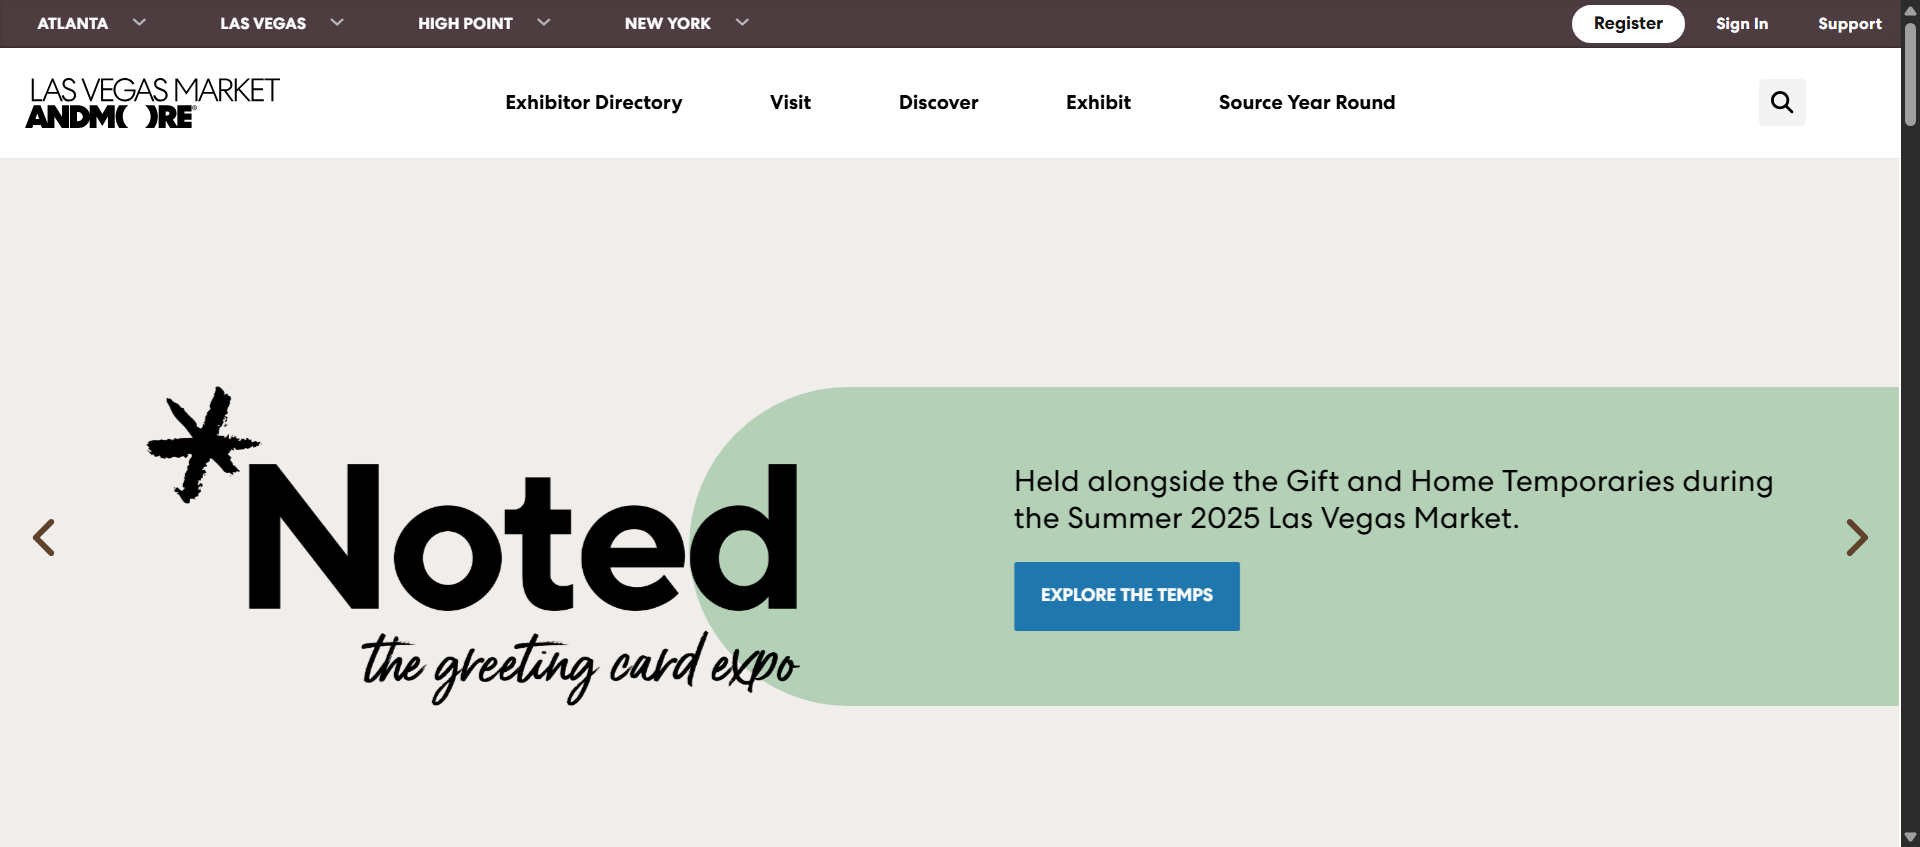 ATLANTA LAS VEGAS HIGH POINT NEW YORK Register Sign In Support
LAS VEGAS MARKET
ANDMORE®
Exhibitor Directory Visit Discover Exhibit Source Year Round
*Noted
the greeting card expo
Held alongside the Gift and Home Temporaries during
the Summer 2025 Las Vegas Market.
EXPLORE THE TEMPS